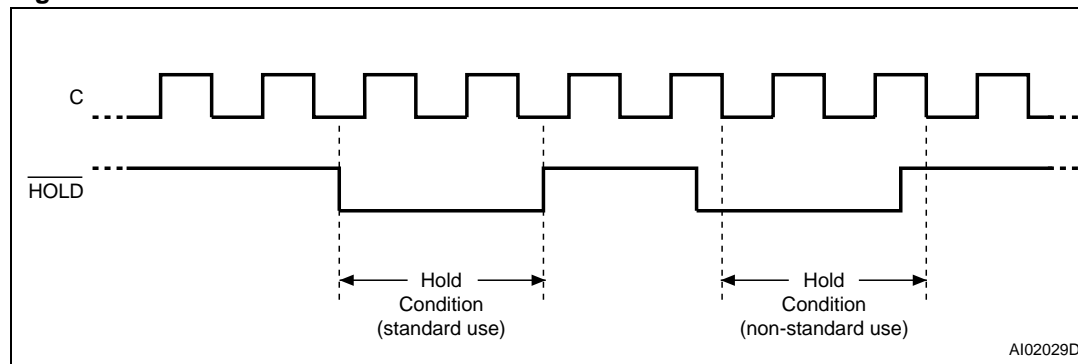 C
HOLD
Hold
Condition
(standard use)
Hold
Condition
(non-standard use)
AI02029D